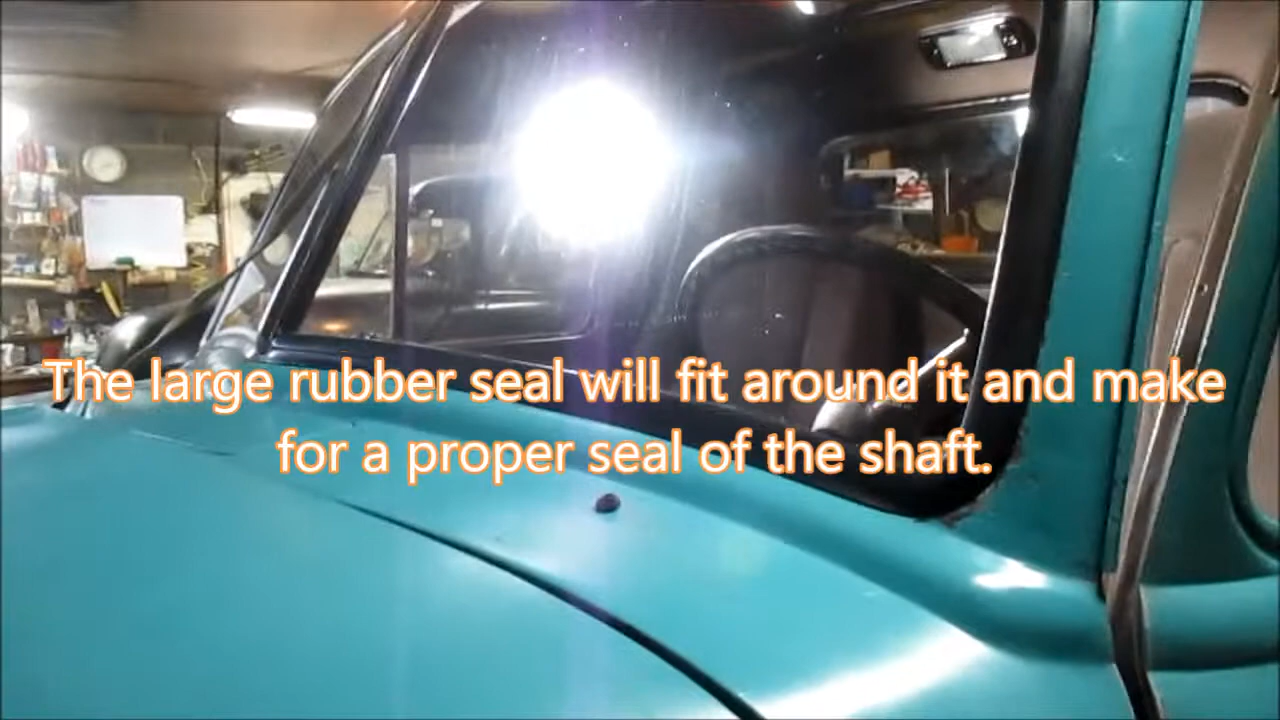 The large rubber seal will fit around it and make
for a proper seal of the shaft.